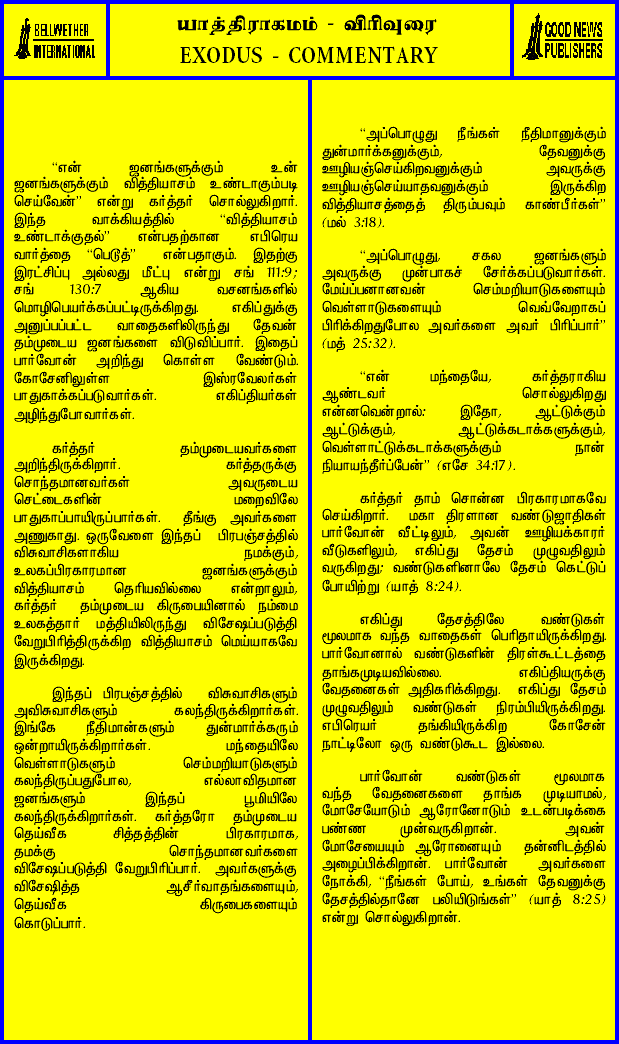 BELLWETHER
INTERNATIONAL
யாத்திராகமம் - விரிவுரை
EXODUS - COMMENTARY
GOOD NEWS
PUBLISHERS
“என் ஜனங்களுக்கும் உன்
ஜனங்களுக்கும் வித்தியாசம் உண்டாகும்படி
செய்வேன்” என்று கர்த்தர் சொல்லுகிறார்.
இந்த வாக்கியத்தில் “வித்தியாசம்
உண்டாக்குதல்” என்பதற்கான எபிரெய
வார்த்தை “பெடூத்” என்பதாகும். இதற்கு
இரட்சிப்பு அல்லது மீட்பு என்று சங் 111:9;
சங் 130:7 ஆகிய வசனங்களில்
மொழிபெயர்க்கப்பட்டிருக்கிறது. எகிப்துக்கு
அனுப்பப்பட்ட வாதைகளிலிருந்து தேவன்
தம்முடைய ஜனங்களை விடுவிப்பார். இதைப்
பார்வோன் அறிந்து கொள்ள வேண்டும்.
கோசேனிலுள்ள இஸ்ரவேலர்கள்
பாதுகாக்கப்படுவார்கள். எகிப்தியர்கள்
அழிந்துபோவார்கள்.
கர்த்தர் தம்முடையவர்களை
அறிந்திருக்கிறார். கர்த்தருக்கு
சொந்தமானவர்கள் அவருடைய
செட்டைகளின் மறைவிலே
பாதுகாப்பாயிருப்பார்கள். தீங்கு அவர்களை
அணுகாது. ஒருவேளை இந்தப் பிரபஞ்சத்தில்
விசுவாசிகளாகிய நமக்கும்,
உலகப்பிரகாரமான ஜனங்களுக்கும்
வித்தியாசம் தெரியவில்லை என்றாலும்,
கர்த்தர் தம்முடைய கிருபையினால் நம்மை
உலகத்தார் மத்தியிலிருந்து விசேஷப்படுத்தி
வேறுபிரித்திருக்கிற வித்தியாசம் மெய்யாகவே
இருக்கிறது.
இந்தப் பிரபஞ்சத்தில் விசுவாசிகளும்
அவிசுவாசிகளும் கலந்திருக்கிறார்கள்.
இங்கே நீதிமான்களும் துன்மார்க்கரும்
ஒன்றாயிருக்கிறார்கள். மந்தையிலே
வெள்ளாடுகளும் செம்மறியாடுகளும்
கலந்திருப்பதுபோல, எல்லாவிதமான
ஜனங்களும் இந்தப் பூமியிலே
கலந்திருக்கிறார்கள். கர்த்தரோ தம்முடைய
தெய்வீக சித்தத்தின் பிரகாரமாக,
தமக்கு சொந்தமானவர்களை
விசேஷப்படுத்தி வேறுபிரிப்பார். அவர்களுக்கு
விசேஷித்த ஆசீர்வாதங்களையும்,
தெய்வீக கிருபைகளையும்
கொடுப்பார்.
“அப்பொழுது நீங்கள் நீதிமானுக்கும்
துன்மார்க்கனுக்கும், தேவனுக்கு
ஊழியஞ்செய்கிறவனுக்கும் அவருக்கு
ஊழியஞ்செய்யாதவனுக்கும் இருக்கிற
வித்தியாசத்தைத் திரும்பவும் காண்பீர்கள்”
(மல் 3:18).
“அப்பொழுது, சகல ஜனங்களும்
அவருக்கு முன்பாகச் சேர்க்கப்படுவார்கள்.
மேய்ப்பனானவன் செம்மறியாடுகளையும்
வெள்ளாடுகளையும் வெவ்வேறாகப்
பிரிக்கிறதுபோல அவர்களை அவர் பிரிப்பார்”
(மத் 25:32).
“என் மந்தையே, கர்த்தராகிய
ஆண்டவர் சொல்லுகிறது
என்னவென்றால்: இதோ, ஆட்டுக்கும்
ஆட்டுக்கும், ஆட்டுக்கடாக்களுக்கும்,
வெள்ளாட்டுக்கடாக்களுக்கும் நான்
நியாயந்தீர்ப்பேன்” (எசே 34:17).
கர்த்தர் தாம் சொன்ன பிரகாரமாகவே
செய்கிறார். மகா திரளான வண்டுஜாதிகள்
பார்வோன் வீட்டிலும், அவன் ஊழியக்காரர்
வீடுகளிலும், எகிப்து தேசம் முழுவதிலும்
வருகிறது; வண்டுகளினாலே தேசம் கெட்டுப்
போயிற்று (யாத் 8:24).
எகிப்து தேசத்திலே வண்டுகள்
மூலமாக வந்த வாதைகள் பெரிதாயிருக்கிறது.
பார்வோனால் வண்டுகளின் திரள்கூட்டத்தை
தாங்கமுடியவில்லை. எகிப்தியருக்கு
வேதனைகள் அதிகரிக்கிறது. எகிப்து தேசம்
முழுவதிலும் வண்டுகள் நிரம்பியிருக்கிறது.
எபிரெயர் தங்கியிருக்கிற கோசேன்
நாட்டிலோ ஒரு வண்டுகூட இல்லை.
பார்வோன் வண்டுகள் மூலமாக
வந்த வேதனைகளை தாங்க முடியாமல்,
மோசேயோடும் ஆரோனோடும் உடன்படிக்கை
பண்ண முன்வருகிறான். அவன்
மோசேயையும் ஆரோனையும் தன்னிடத்தில்
அழைப்பிக்கிறான். பார்வோன் அவர்களை
நோக்கி, “நீங்கள் போய், உங்கள் தேவனுக்கு
தேசத்தில்தானே பலியிடுங்கள்” (யாத் 8:25)
என்று சொல்லுகிறான்.